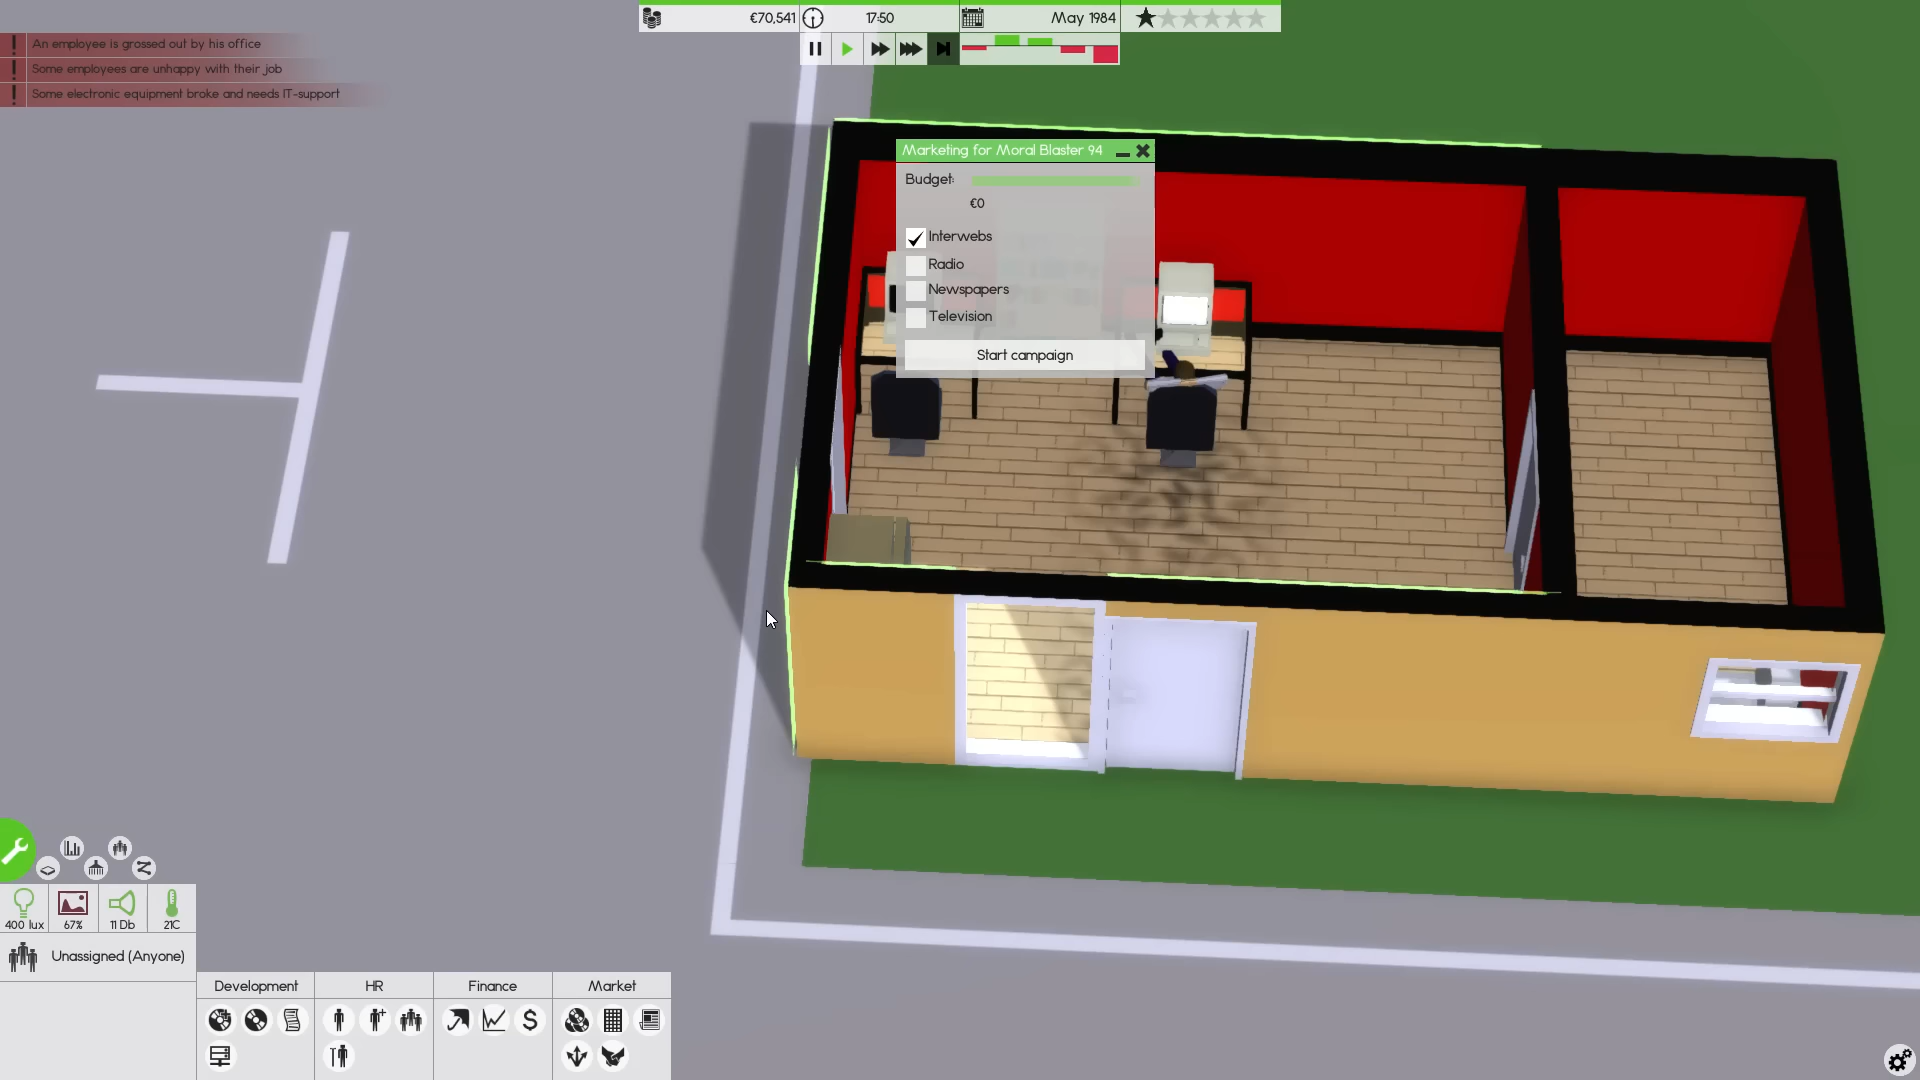 €70,541
17:50
May 1984
An employee is grossed out by his office
Some employees are unhappy with their job
Some electronic equipment broke and needs IT-support
Marketing for Moral Blaster 94
Budget:
€0
Interwebs
Radio
Newspapers
Television
Start campaign
400 lux
67%
11 Db
21C
Unassigned (Anyone)
Development
HR
Finance
Market